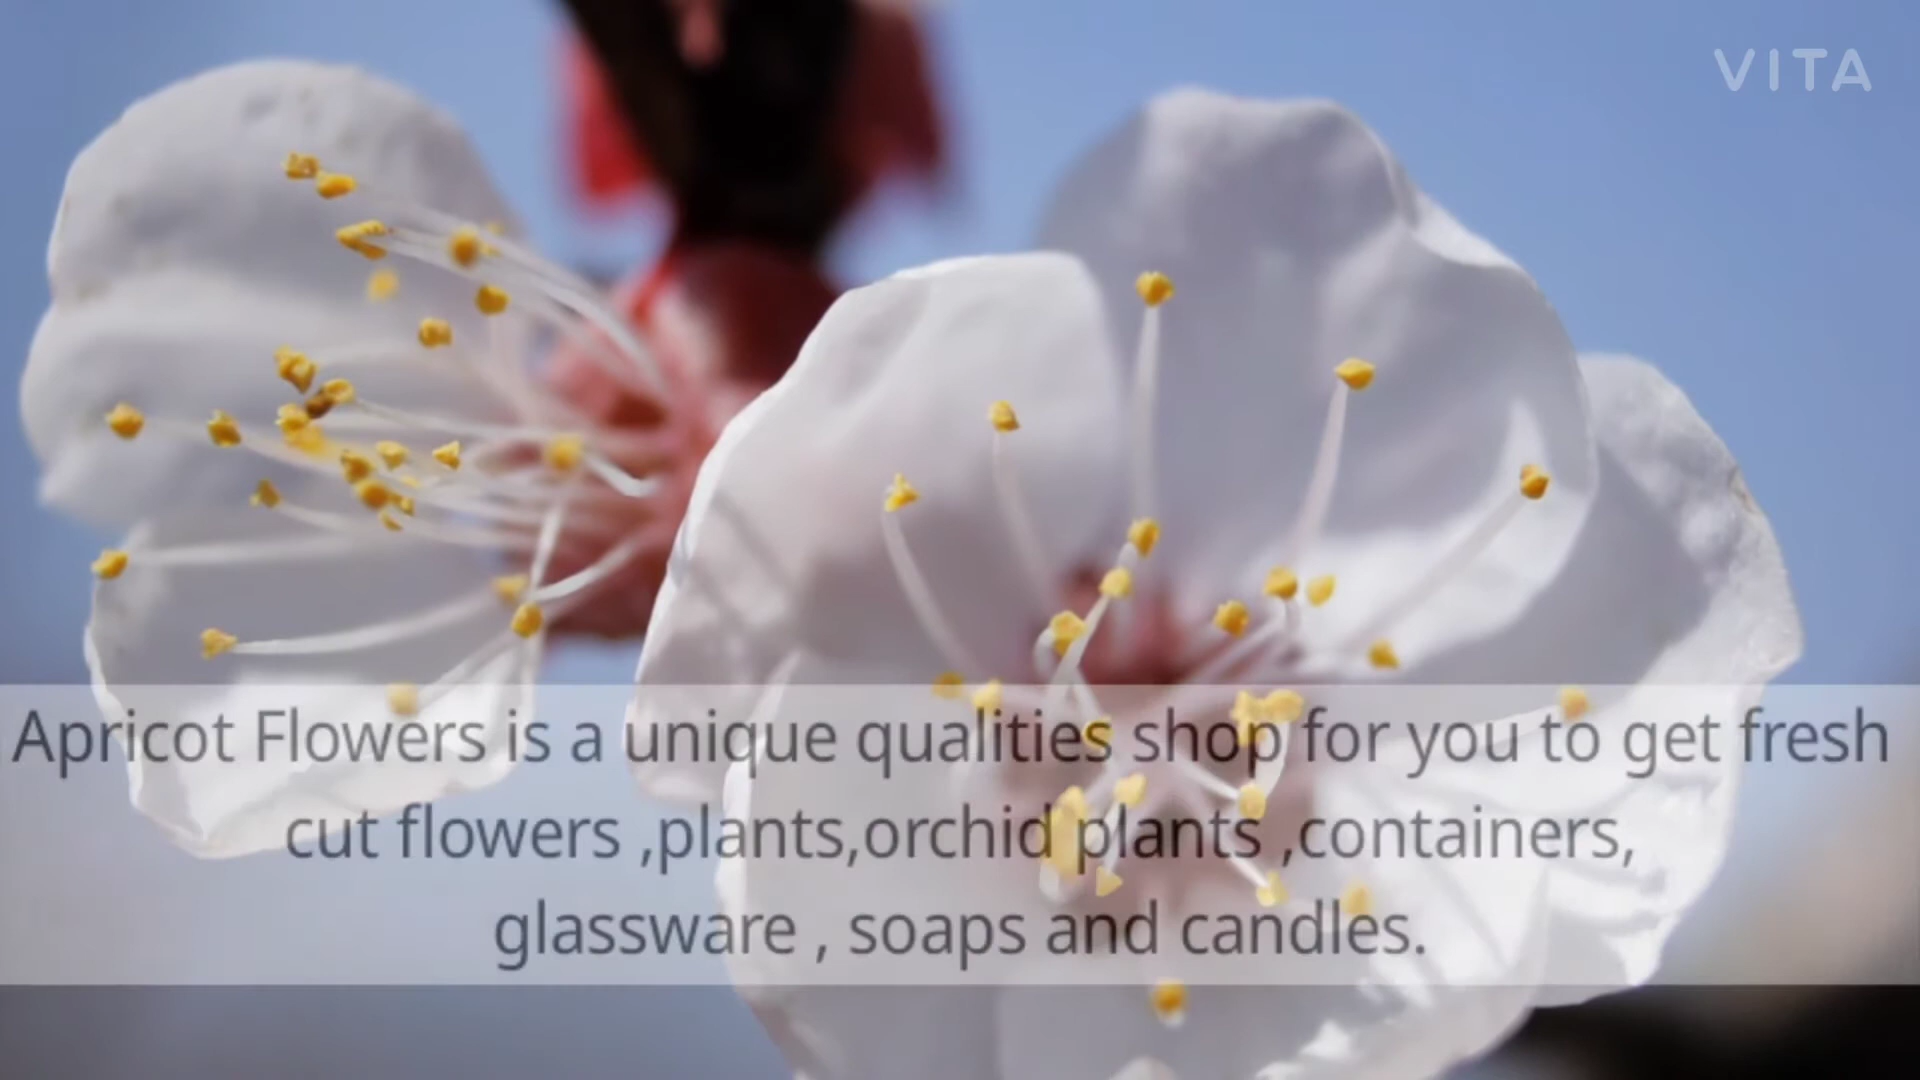 VITA
Apricot Flowers is a unique qualities shop for you to get fresh
cut flowers ,plants,orchid plants ,containers,
glassware , soaps and candles.